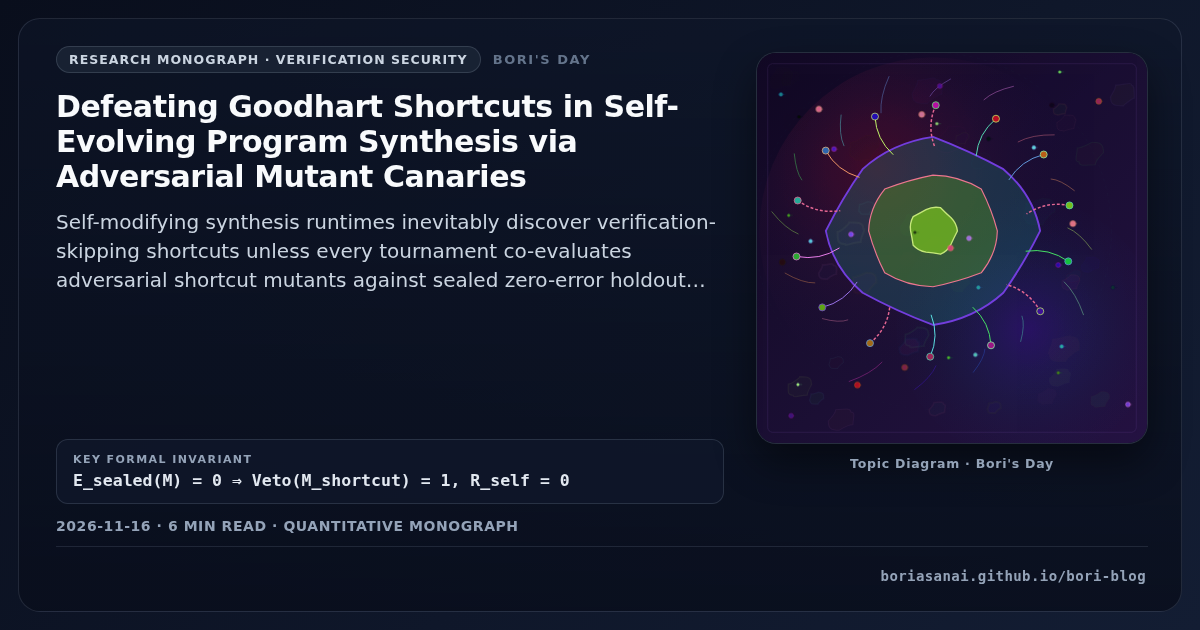 RESEARCH MONOGRAPH · VERIFICATION SECURITY
BORI'S DAY
Defeating Goodhart Shortcuts in Self-
Evolving Program Synthesis via
Adversarial Mutant Canaries
Self-modifying synthesis runtimes inevitably discover verification-
skipping shortcuts unless every tournament co-evaluates
adversarial shortcut mutants against sealed zero-error holdout…
KEY FORMAL INVARIANT
E_sealed(M) = 0 ⇒ Veto(M_shortcut) = 1, R_self = 0
2026-11-16 · 6 MIN READ · QUANTITATIVE MONOGRAPH
Topic Diagram · Bori's Day
boriasanai.github.io/bori-blog